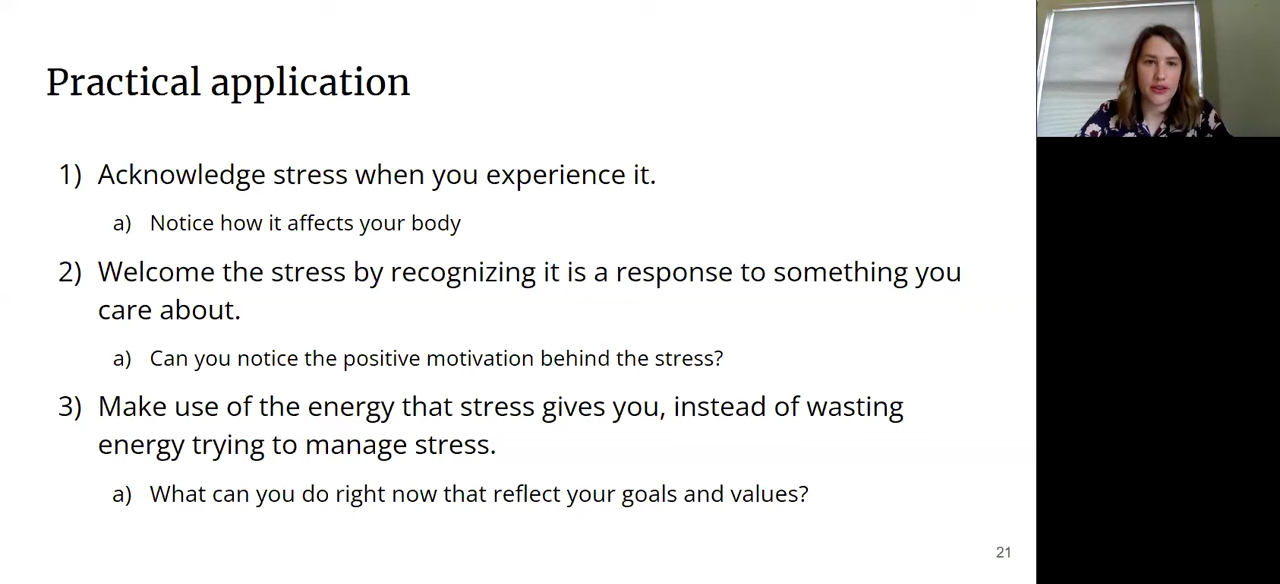 Practical application
1) Acknowledge stress when you experience it.
a) Notice how it affects your body
2) Welcome the stress by recognizing it is a response to something you
care about.
a) Can you notice the positive motivation behind the stress?
3) Make use of the energy that stress gives you, instead of wasting
energy trying to manage stress.
a) What can you do right now that reflect your goals and values?
21